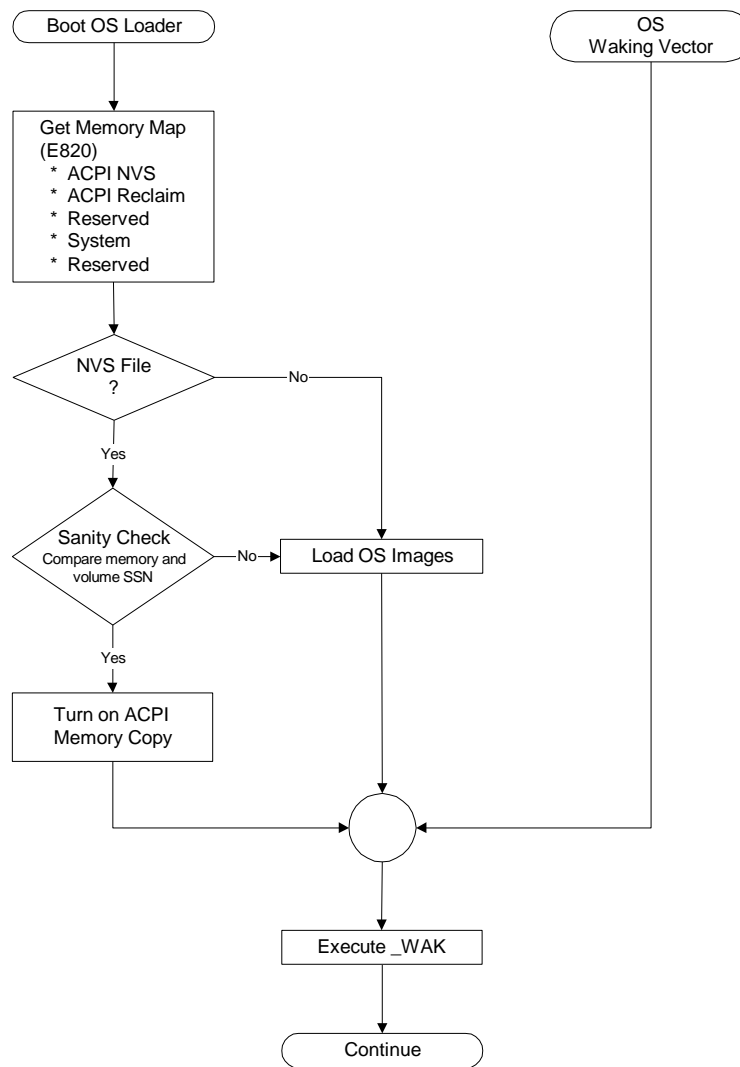 Boot OS Loader
OS
Waking Vector
Get Memory Map
(E820)
* ACPI NVS
* ACPI Reclaim
* Reserved
* System
* Reserved
NVS File
?
No
Yes
Sanity Check
Compare memory and
volume SSN
No
Load OS Images
Yes
Turn on ACPI
Memory Copy
Execute _WAK
Continue